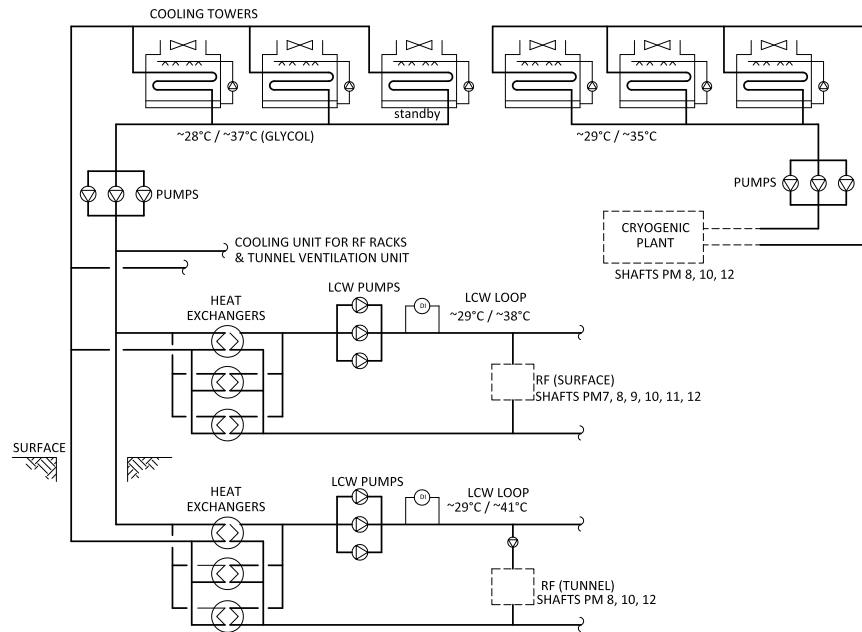 COOLING TOWERS
standby
~28°C / ~37°C (GLYCOL)
~29°C / ~35°C
PUMPS
PUMPS
CRYOGENIC
PLANT
SHAFTS PM 8, 10, 12
COOLING UNIT FOR RF RACKS
& TUNNEL VENTILATION UNIT
HEAT
EXCHANGERS
LCW PUMPS
DI
LCW LOOP
~29°C / ~38°C
RF (SURFACE)
SHAFTS PM7, 8, 9, 10, 11, 12
SURFACE
HEAT
EXCHANGERS
LCW PUMPS
DI
LCW LOOP
~29°C / ~41°C
RF (TUNNEL)
SHAFTS PM 8, 10, 12